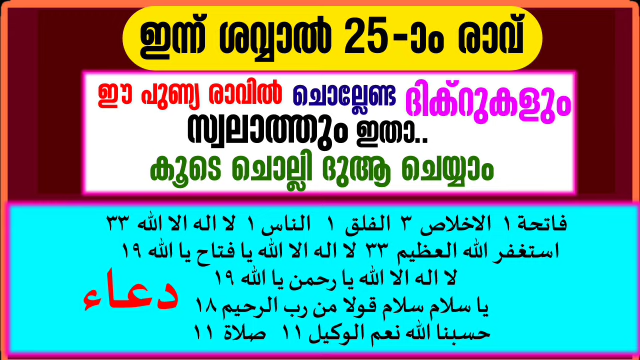 ഇന്ന് ശവ്വാൽ 25-ാം രാവ്
ഈ പുണ്യ രാവിൽ ചൊല്ലേണ്ട ദിക്റുകളും
സ്വലാത്തും ഇതാ..
കൂടെ ചൊല്ലി ദുആ ചെയ്യാം
فاتحة ١ الاخلاص ٣ الفلق ١ الناس ١ لا اله الا الله ٣٣
استغفر الله العظيم ٣٣ لا اله الا الله يا فتاح يا الله ١٩
لا اله الا الله يا رحمن يا الله ١٩
يا سلام سلام قولا من رب الرحيم ١٨
حسبنا الله نعم الوكيل ١١ صلاة ١١
دعاء